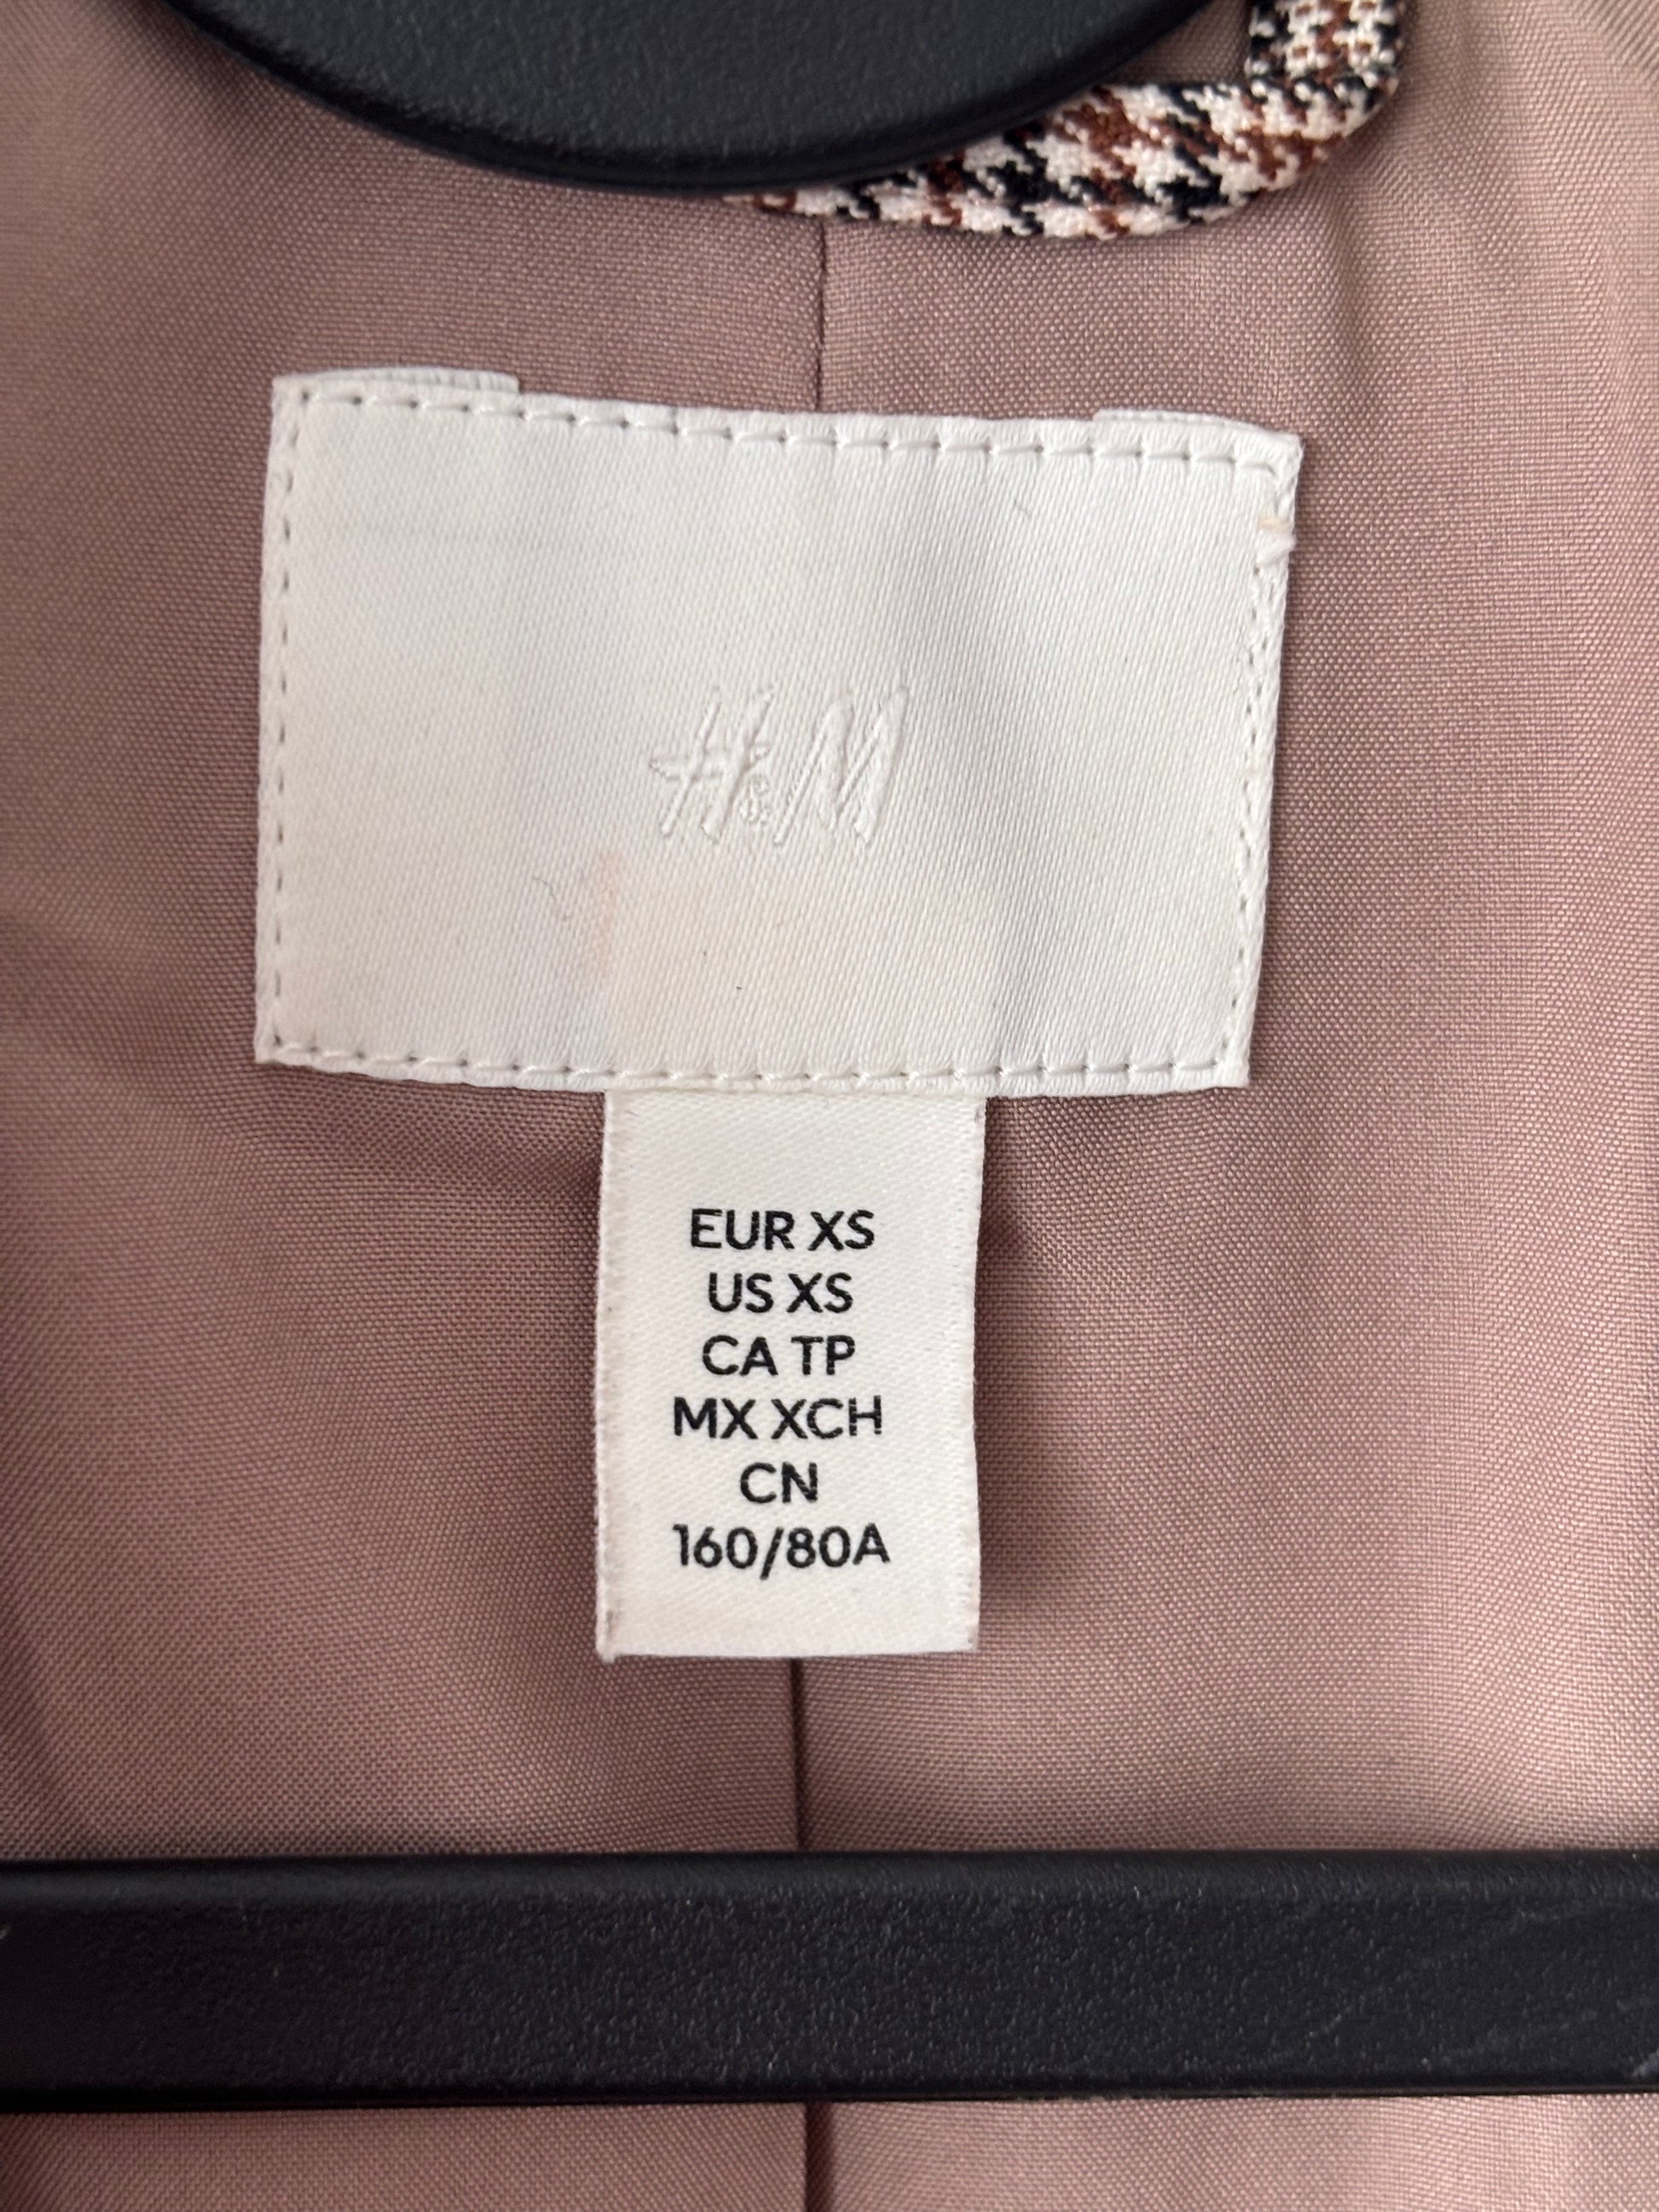 H&M
EUR XS
US XS
CA TP
MX XCH
CN
160/80A